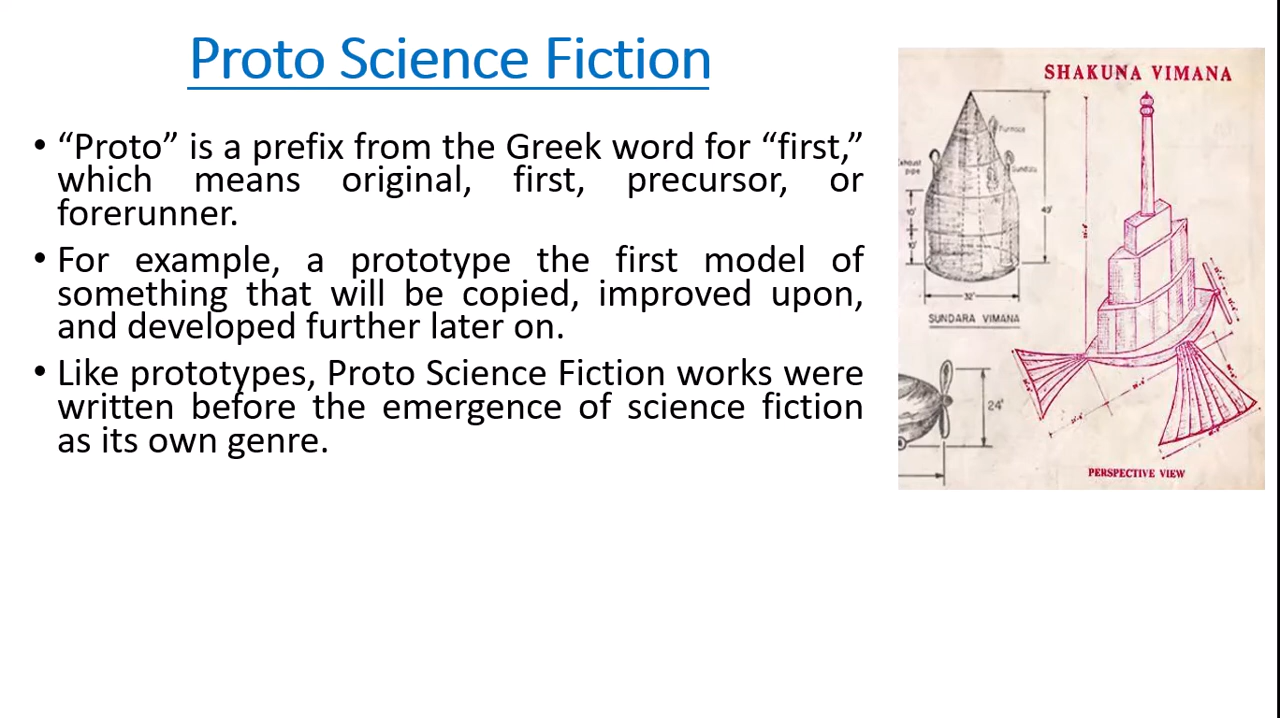 Proto Science Fiction
• “Proto” is a prefix from the Greek word for “first,”
which means original, first, precursor, or
forerunner.
• For example, a prototype the first model of
something that will be copied, improved upon,
and developed further later on.
• Like prototypes, Proto Science Fiction works were
written before the emergence of science fiction
as its own genre.
SHAKUNA VIMANA
Furnace
Exhaust
pipe
Sundala
SUNDARA VIMANA
32'
24'
PERSPECTIVE VIEW